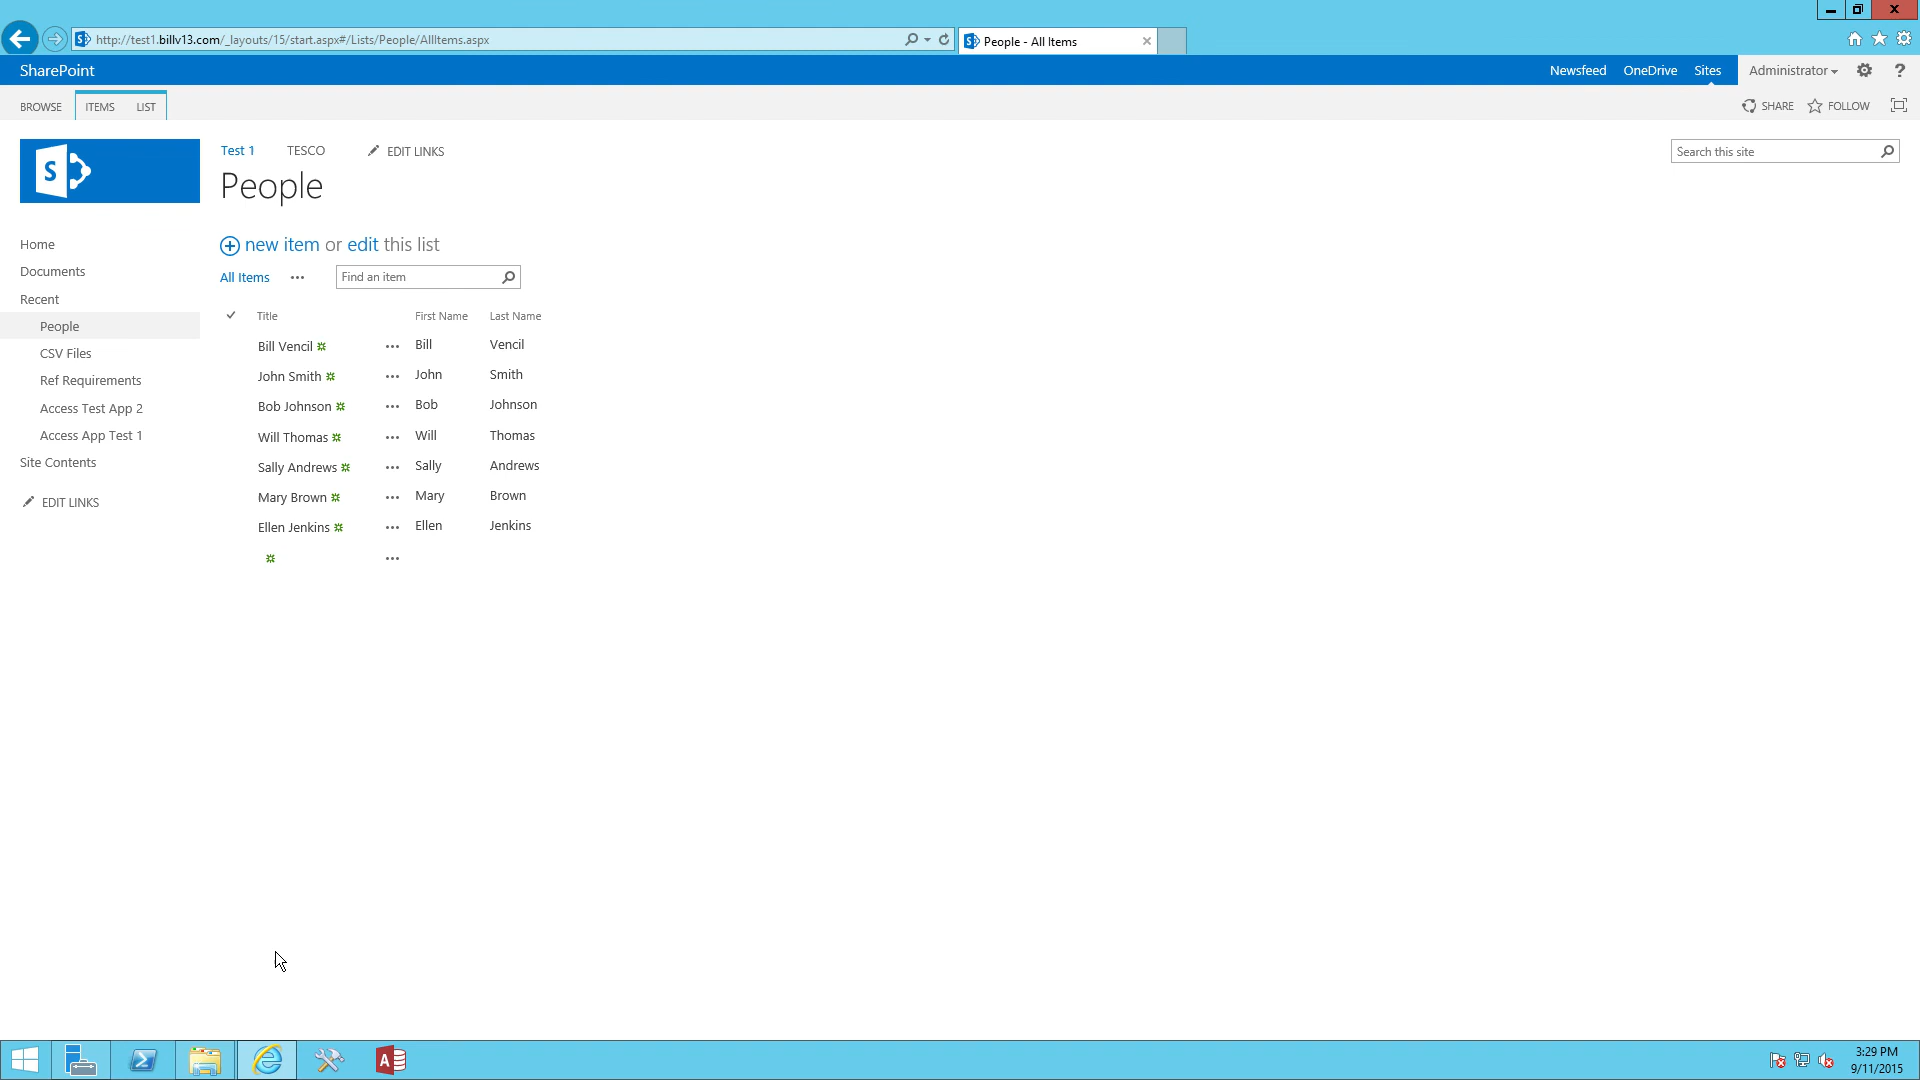 http://test1.billv13.com/_layouts/15/start.aspx#/Lists/People/AllItems.aspx
People - All Items
SharePoint
Newsfeed OneDrive Sites Administrator ?
BROWSE ITEMS LIST
SHARE FOLLOW
S
Test 1 TESCO EDIT LINKS
Search this site
People
Home
Documents
Recent
People
CSV Files
Ref Requirements
Access Test App 2
Access App Test 1
Site Contents
EDIT LINKS
new item or edit this list
All Items ••• Find an item
Title First Name Last Name
Bill Vencil ••• Bill Vencil
John Smith ••• John Smith
Bob Johnson ••• Bob Johnson
Will Thomas ••• Will Thomas
Sally Andrews ••• Sally Andrews
Mary Brown ••• Mary Brown
Ellen Jenkins ••• Ellen Jenkins
•••
3:29 PM
9/11/2015